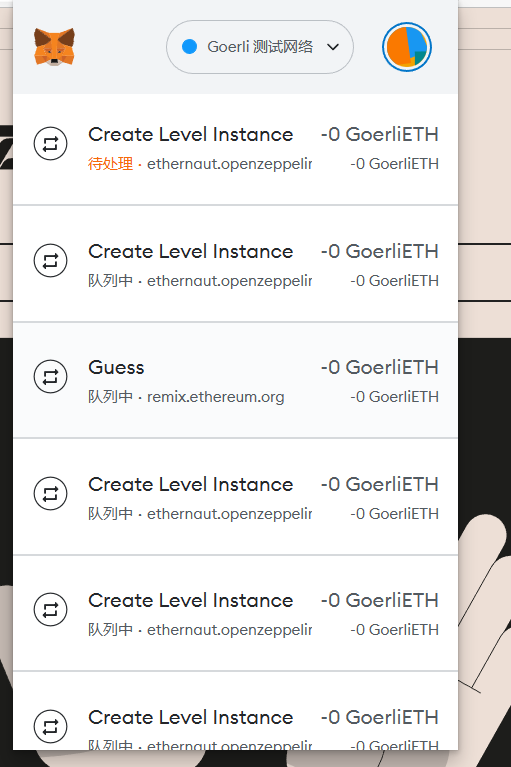 Goerli 测试网络
Create Level Instance -0 GoerliETH
待处理 · ethernaut.openzeppelin -0 GoerliETH
Create Level Instance -0 GoerliETH
队列中 · ethernaut.openzeppelin -0 GoerliETH
Guess -0 GoerliETH
队列中 · remix.ethereum.org -0 GoerliETH
Create Level Instance -0 GoerliETH
队列中 · ethernaut.openzeppelin -0 GoerliETH
Create Level Instance -0 GoerliETH
队列中 · ethernaut.openzeppelin -0 GoerliETH
Create Level Instance -0 GoerliETH
队列中 · ethernaut.openzeppelin -0 GoerliETH